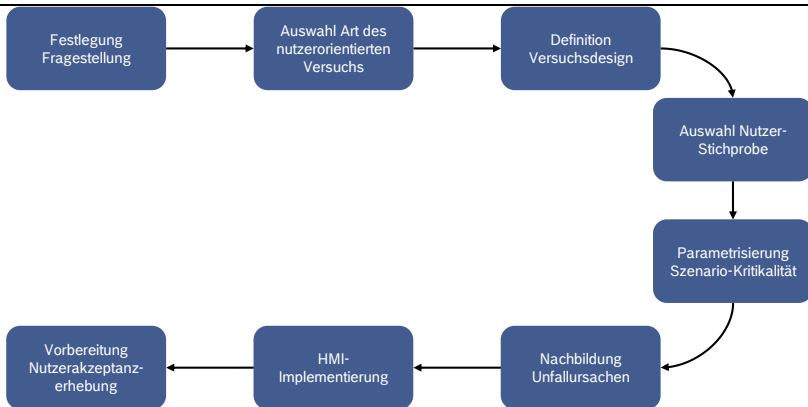 Festlegung
Fragestellung
Auswahl Art des
nutzerorientierten
Versuchs
Definition
Versuchsdesign
Auswahl Nutzer-
Stichprobe
Parametrisierung
Szenario-Kritikalität
Nachbildung
Unfallursachen
HMI-
Implementierung
Vorbereitung
Nutzerakzeptanz-
erhebung